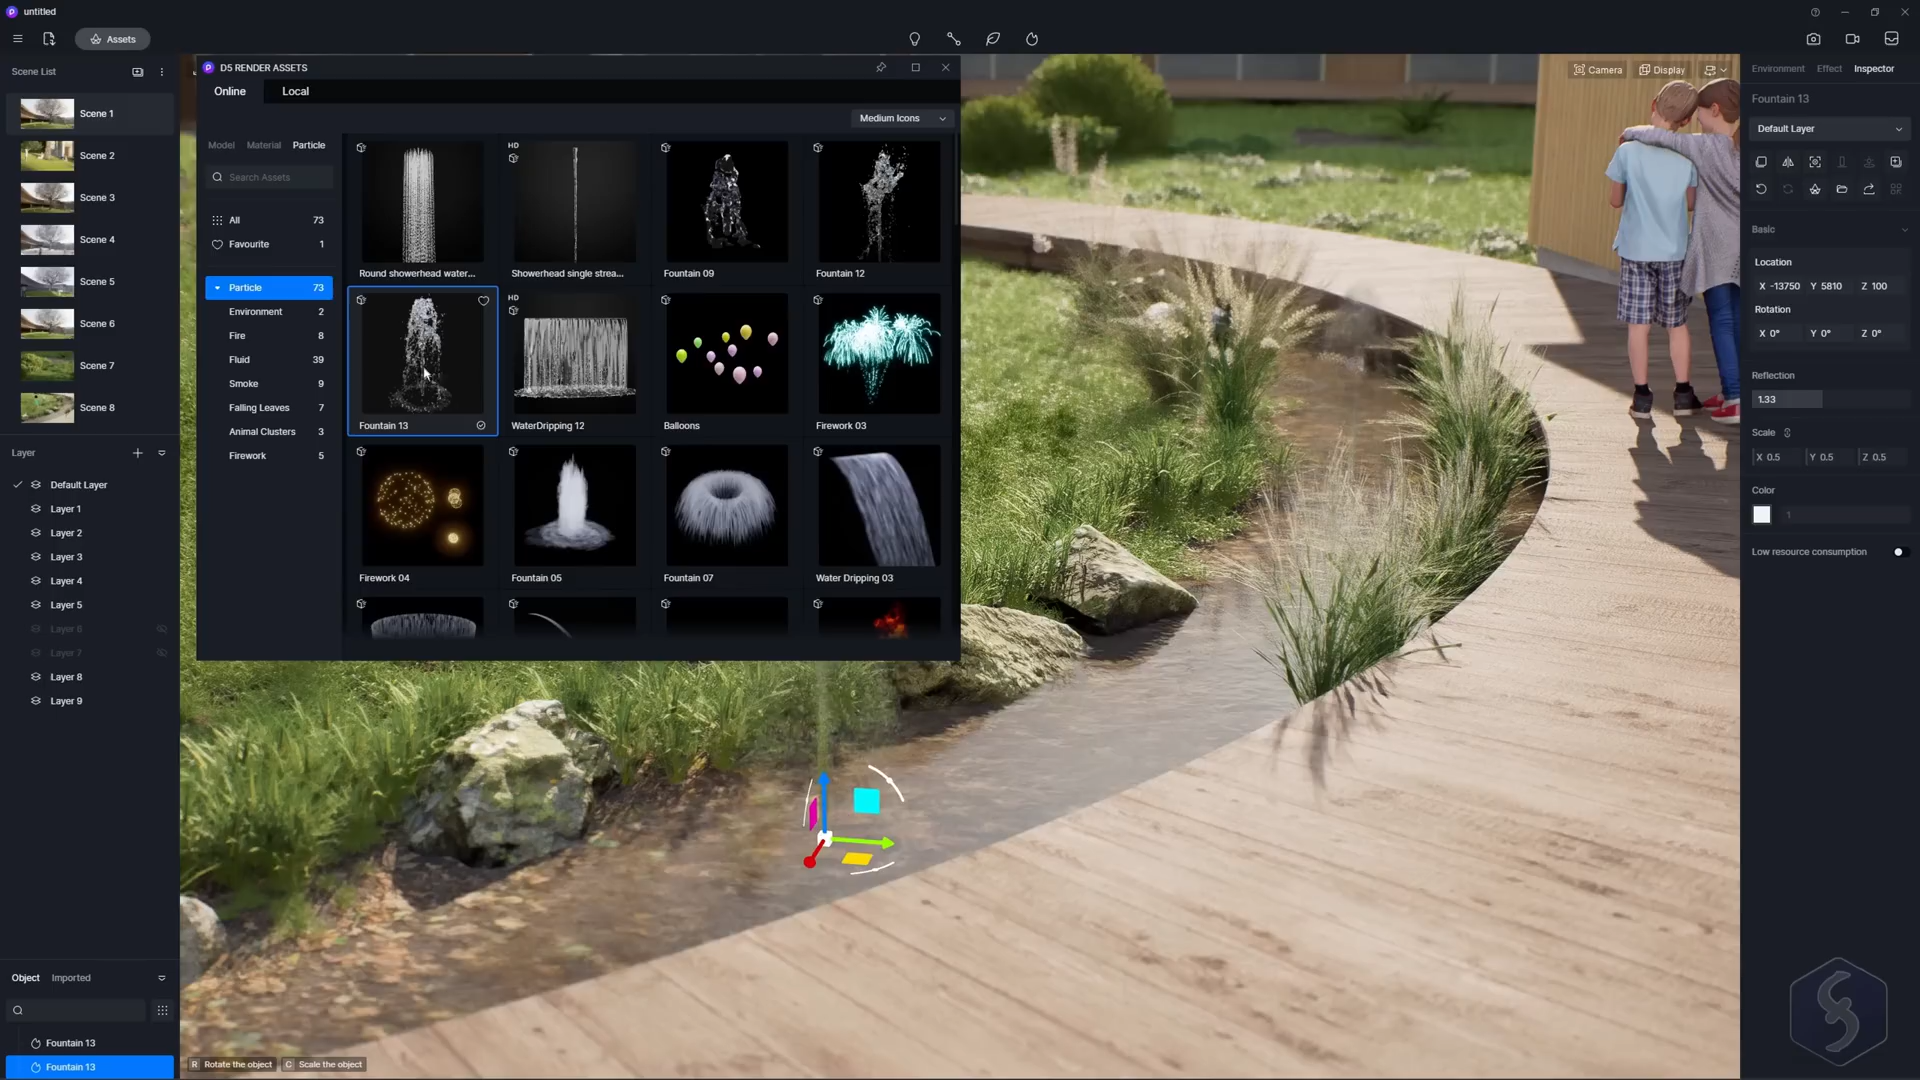 untitled
Assets
Scene List
Scene 1
Scene 2
Scene 3
Scene 4
Scene 5
Scene 6
Scene 7
Scene 8
Layer
Default Layer
Layer 1
Layer 2
Layer 3
Layer 4
Layer 5
Layer 6
Layer 7
Layer 8
Layer 9
Object Imported
Fountain 13
Fountain 13
D5 RENDER ASSETS
Online Local
Medium Icons
Model Material Particle
Search Assets
All 73
Favourite 1
Particle 73
Environment 2
Fire 8
Fluid 39
Smoke 9
Falling Leaves 7
Animal Clusters 3
Firework 5
HD
Round showerhead water... Showerhead single strea... Fountain 09 Fountain 12
HD
Fountain 13 WaterDripping 12 Balloons Firework 03
Firework 04 Fountain 05 Fountain 07 Water Dripping 03
R Rotate the object C Scale the object
Camera Display
Environment Effect Inspector
Fountain 13
Default Layer
Basic
Location
X -13750 Y 5810 Z 100
Rotation
X 0° Y 0° Z 0°
Reflection
1.33
Scale
X 0.5 Y 0.5 Z 0.5
Color
1
Low resource consumption